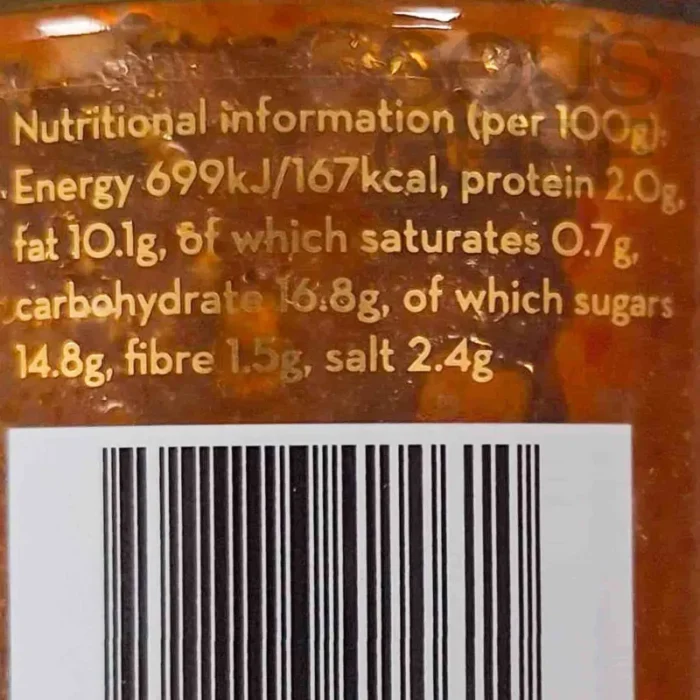 Nutritional information (per 100g):
Energy 699kJ/167kcal, protein 2.0g,
fat 10.1g, of which saturates 0.7g,
carbohydrate 16.8g, of which sugars
14.8g, fibre 1.5g, salt 2.4g